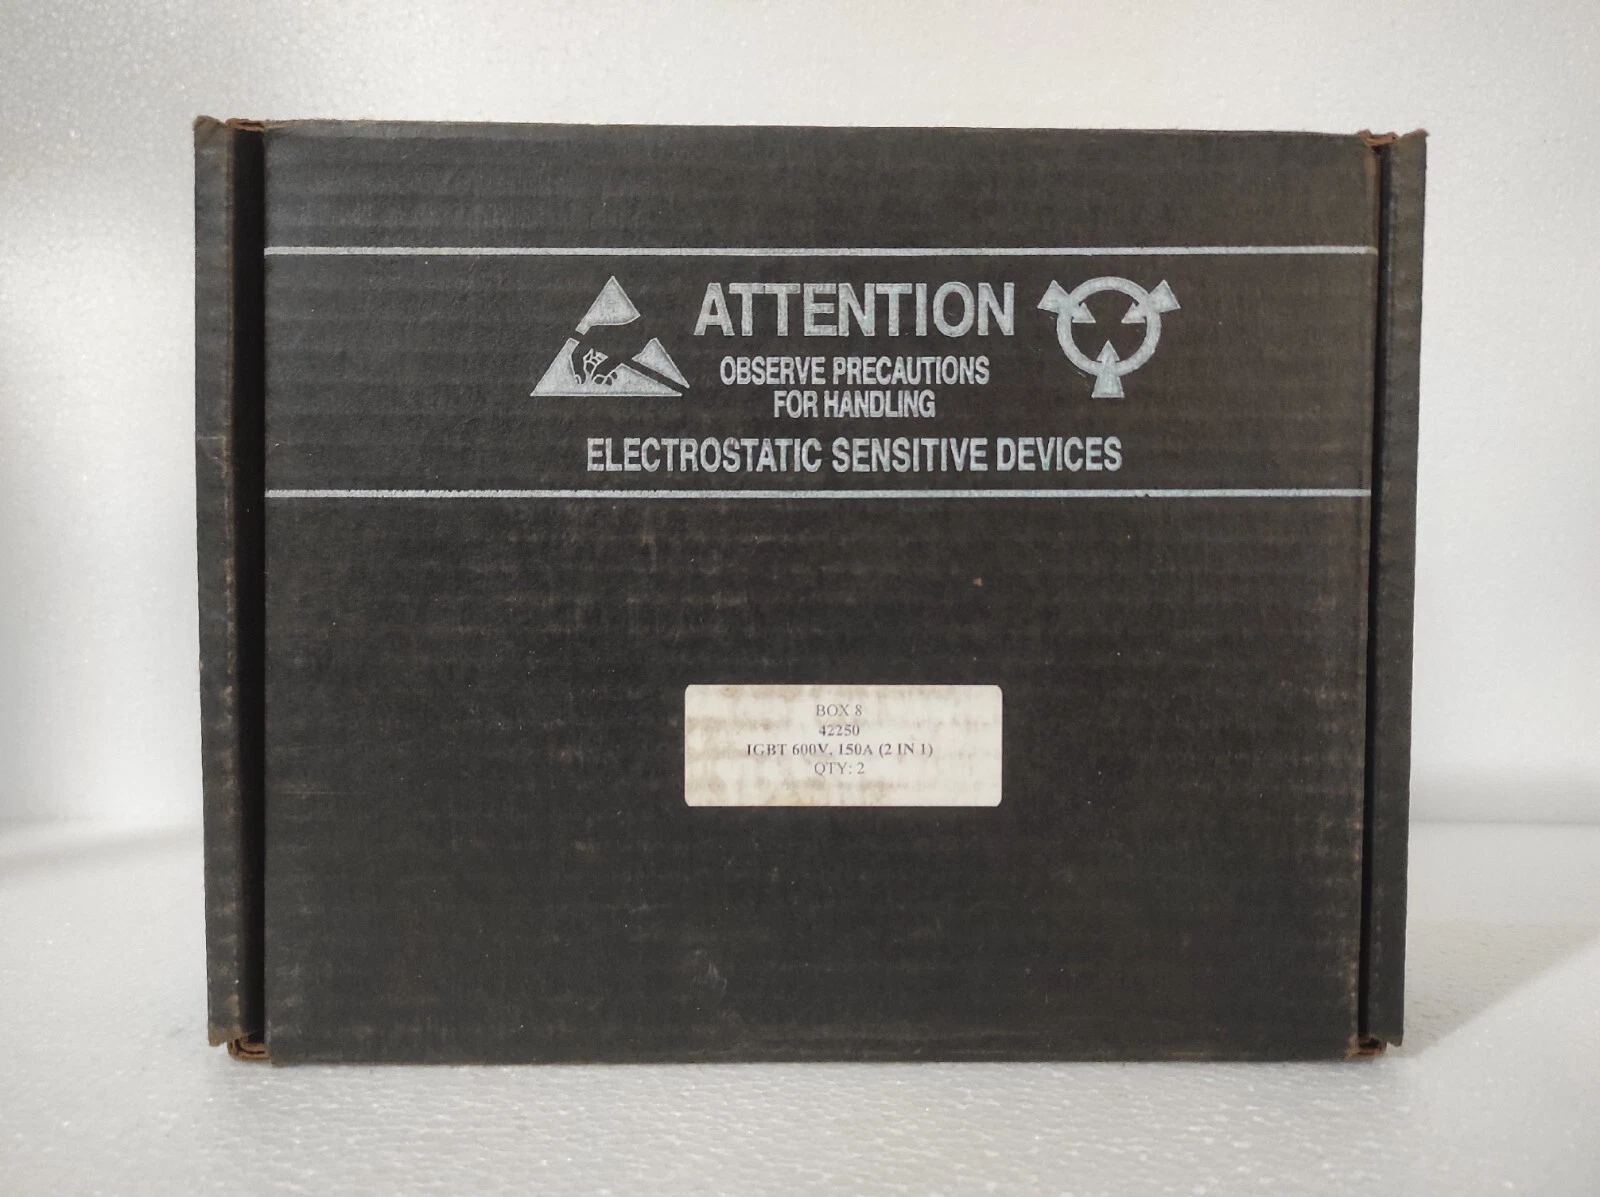 ATTENTION
OBSERVE PRECAUTIONS
FOR HANDLING
ELECTROSTATIC SENSITIVE DEVICES
BOX 8
42250
IGBT 600V, 150A (2 IN 1)
QTY: 2